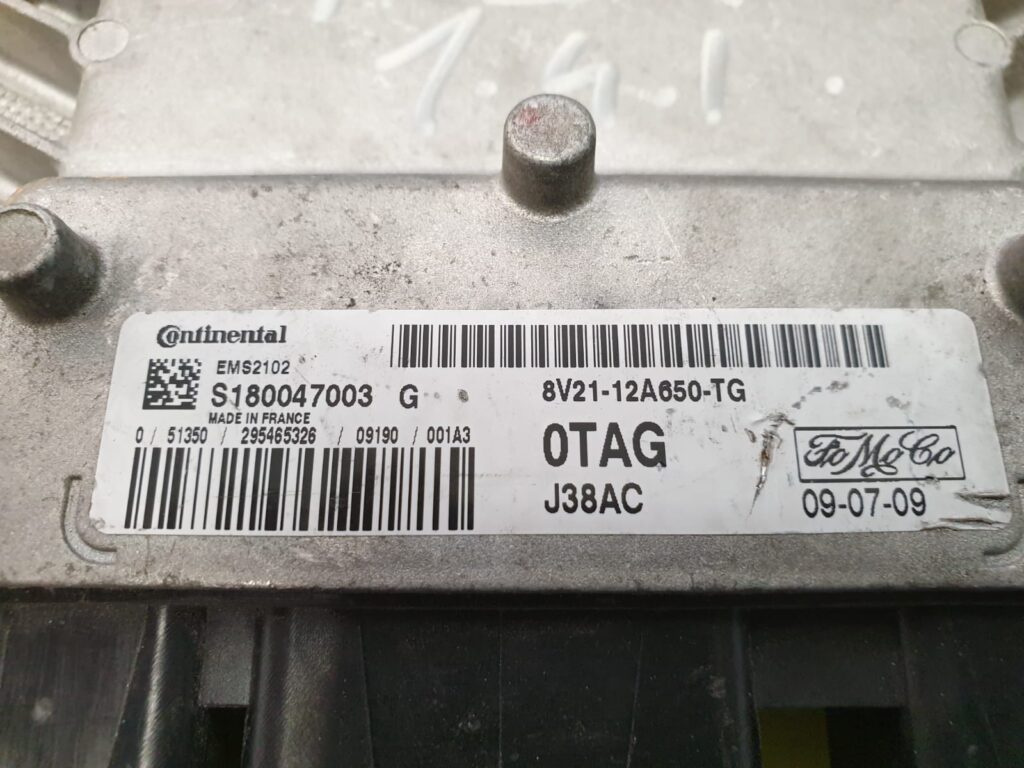 1.4 i
Continental
EMS2102
S180047003 G
MADE IN FRANCE
0 / 51350 / 295465326 / 09190 / 001A3
8V21-12A650-TG
0TAG
J38AC
FoMoCo
09-07-09